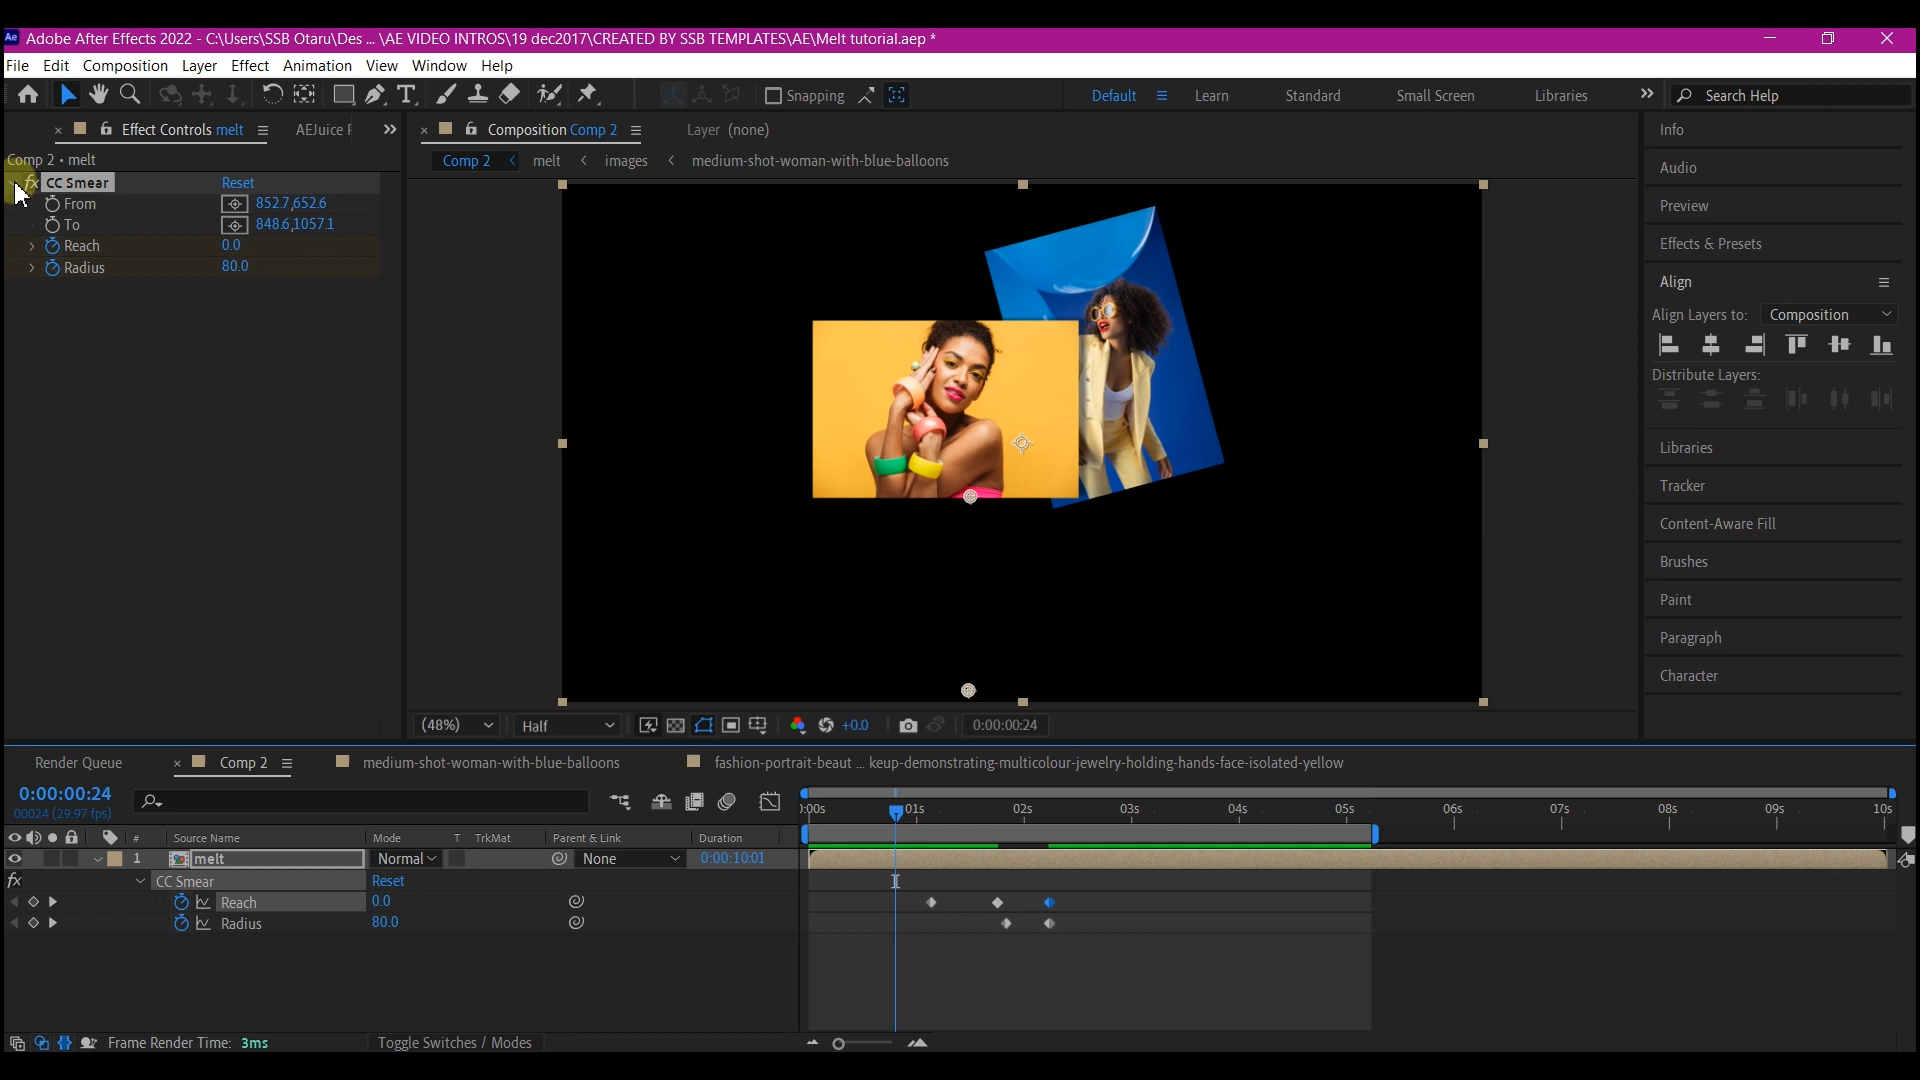 Ae Adobe After Effects 2022 - C:\Users\SSB Otaru\Des ... \AE VIDEO INTROS\19 dec2017\CREATED BY SSB TEMPLATES\AE\Melt tutorial.aep *
File Edit Composition Layer Effect Animation View Window Help
Snapping Default Learn Standard Small Screen Libraries Search Help
Effect Controls melt AEJuice Composition Comp 2 Layer (none) Info
Comp 2 • melt Comp 2 melt images medium-shot-woman-with-blue-balloons
Audio
fx CC Smear Reset
From 852.7,652.6
Preview
To 848.6,1057.1
Reach 0.0
Effects & Presets
Radius 80.0
Align
Align Layers to: Composition
Distribute Layers:
Libraries
Tracker
Content-Aware Fill
Brushes
Paint
Paragraph
Character
(48%) Half +0.0 0:00:00:24
Render Queue Comp 2 medium-shot-woman-with-blue-balloons fashion-portrait-beaut ... keup-demonstrating-multicolour-jewelry-holding-hands-face-isolated-yellow
0:00:00:24
00024 (29.97 fps)
):00s 01s 02s 03s 04s 05s 06s 07s 08s 09s 10s
# Source Name Mode T TrkMat Parent & Link Duration
1 melt Normal None 0:00:10:01
fx CC Smear Reset
Reach 0.0
Radius 80.0
Frame Render Time: 3ms Toggle Switches / Modes